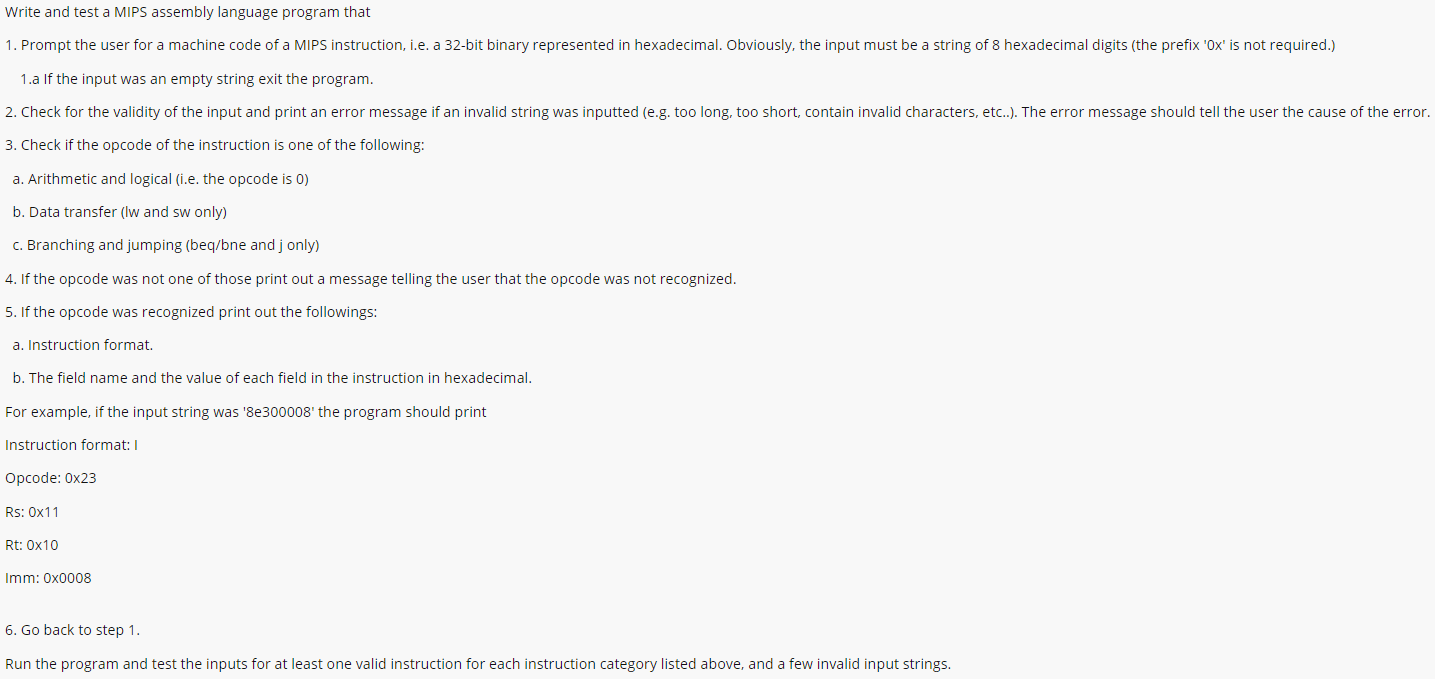 Write and test a MIPS assembly language program that
1. Prompt the user for a machine code of a MIPS instruction, i.e. a 32-bit binary represented in hexadecimal. Obviously, the input must be a string of 8 hexadecimal digits (the prefix '0x' is not required.)
1.a If the input was an empty string exit the program.
2. Check for the validity of the input and print an error message if an invalid string was inputted (e.g. too long, too short, contain invalid characters, etc..). The error message should tell the user the cause of the error.
3. Check if the opcode of the instruction is one of the following:
a. Arithmetic and logical (i.e. the opcode is 0)
b. Data transfer (lw and sw only)
c. Branching and jumping (beq/bne and j only)
4. If the opcode was not one of those print out a message telling the user that the opcode was not recognized.
5. If the opcode was recognized print out the followings:
a. Instruction format.
b. The field name and the value of each field in the instruction in hexadecimal.
For example, if the input string was '8e300008' the program should print
Instruction format: I
Opcode: 0x23
Rs: 0x11
Rt: 0x10
Imm: 0x0008
6. Go back to step 1.
Run the program and test the inputs for at least one valid instruction for each instruction category listed above, and a few invalid input strings.